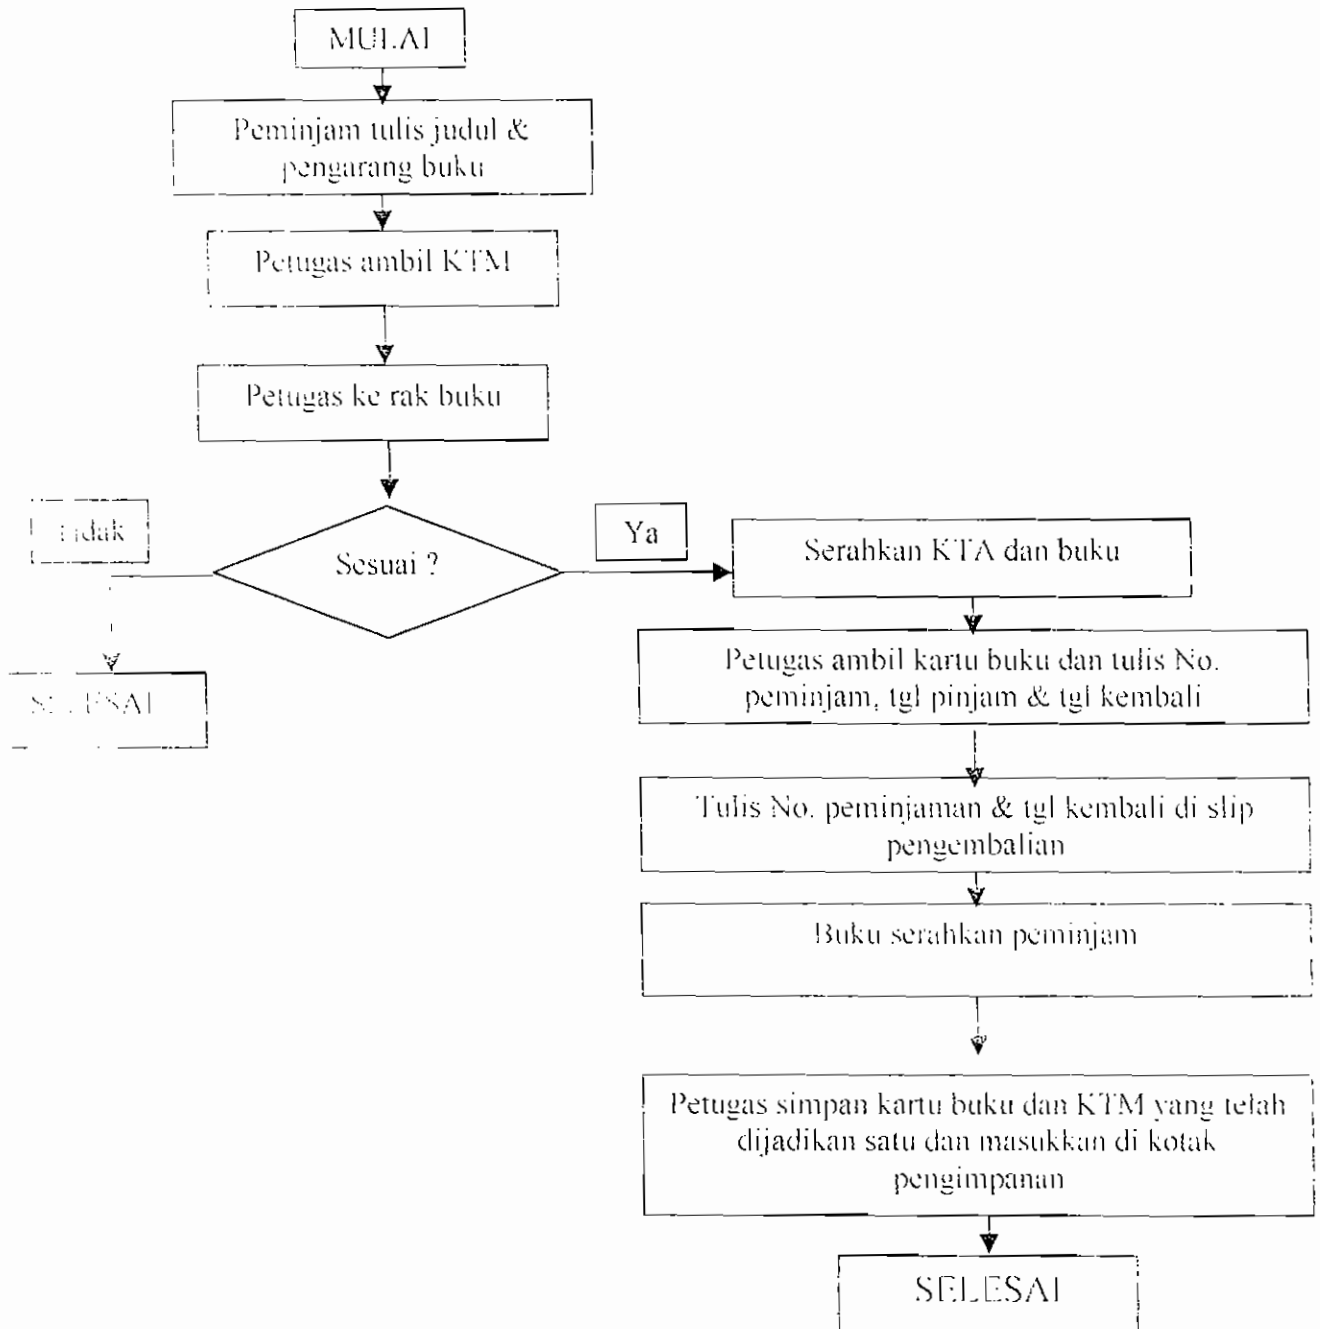 MULAI
Peminjam tulis judul &
pengarang buku
Petugas ambil KTM
Petugas ke rak buku
Tidak
Sesuai ?
Ya
Serahkan KTA dan buku
SELESAI
Petugas ambil kartu buku dan tulis No.
peminjam, tgl pinjam & tgl kembali
Tulis No. peminjaman & tgl kembali di slip
pengembalian
Buku serahkan peminjam
Petugas simpan kartu buku dan KTM yang telah
dijadikan satu dan masukkan di kotak
pengimpanan
SELESAI